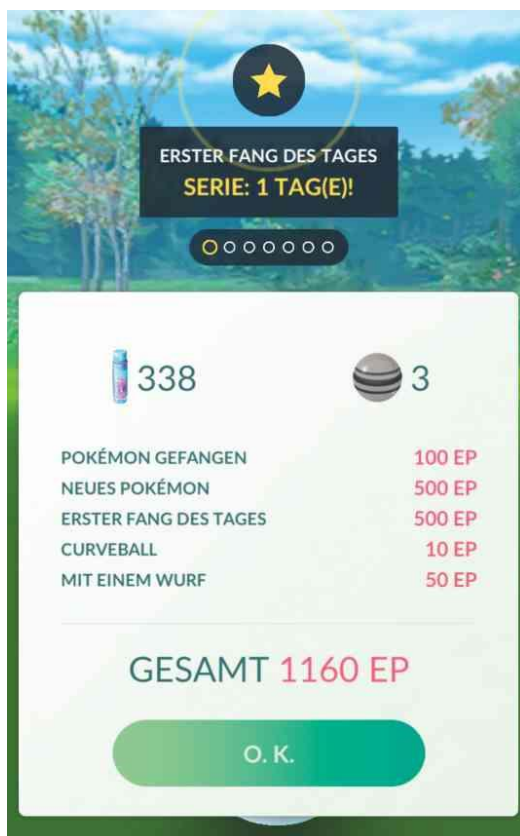 ERSTER FANG DES TAGES
SERIE: 1 TAG(E)!
338 3
POKÉMON GEFANGEN 100 EP
NEUES POKÉMON 500 EP
ERSTER FANG DES TAGES 500 EP
CURVEBALL 10 EP
MIT EINEM WURF 50 EP
GESAMT 1160 EP
O. K.